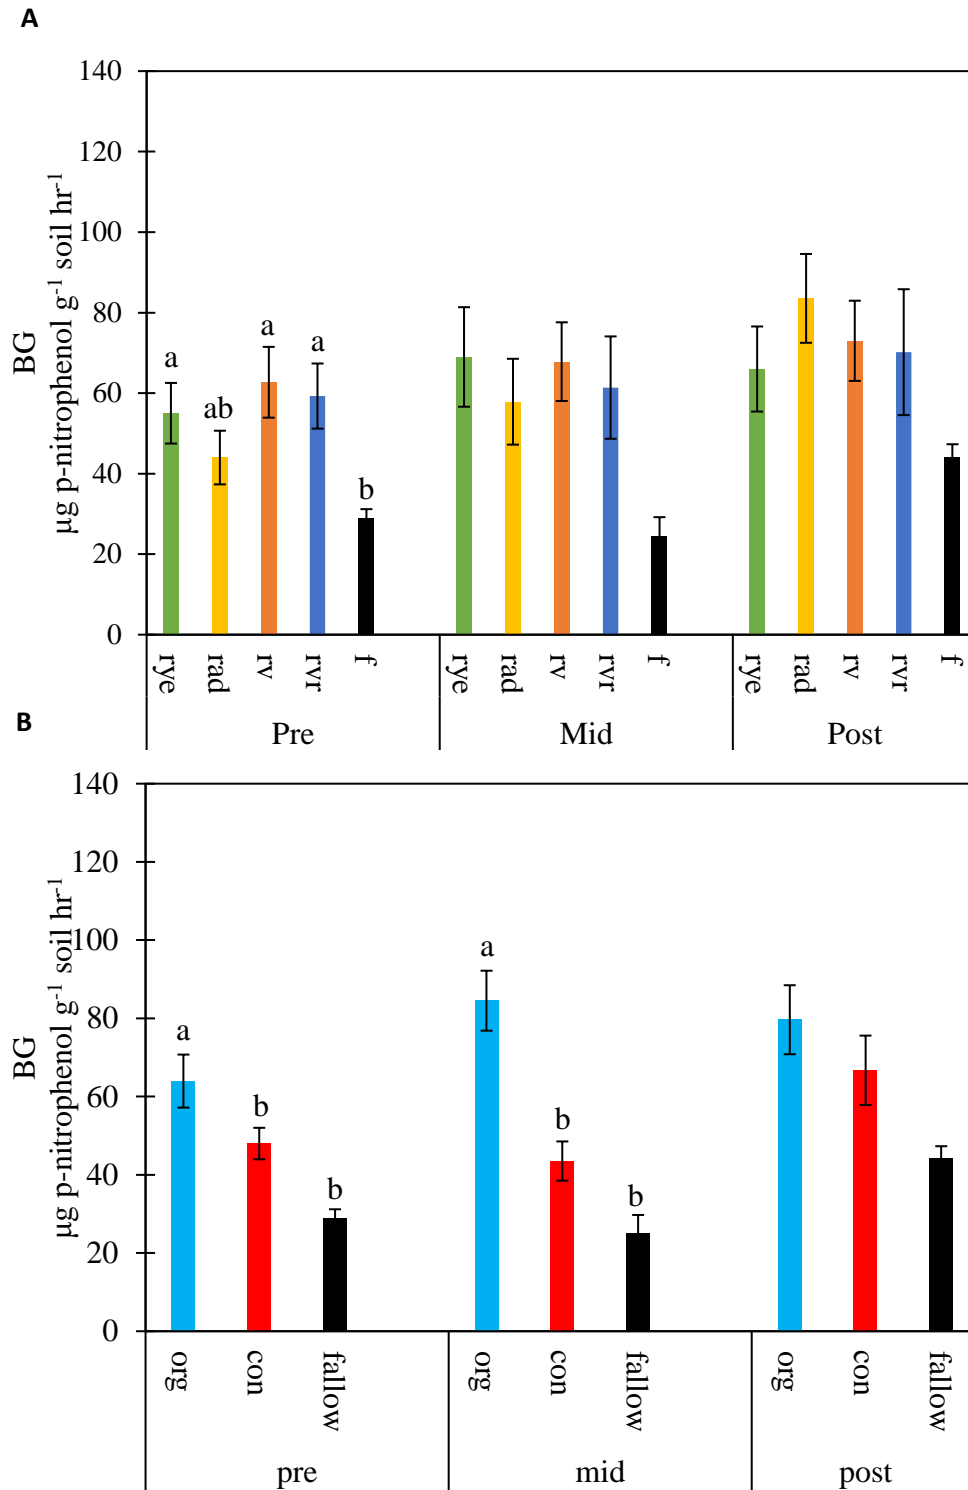 A
140
120
100
80
60
40
20
0
BG
µg p-nitrophenol g⁻¹ soil hr⁻¹
a
ab
a
a
b
rye rad rv rvr f rye rad rv rvr f rye rad rv rvr f
Pre Mid Post
B
140
120
100
80
60
40
20
0
BG
µg p-nitrophenol g⁻¹ soil hr⁻¹
a
b
b
a
b
b
org con fallow org con fallow org con fallow
pre mid post